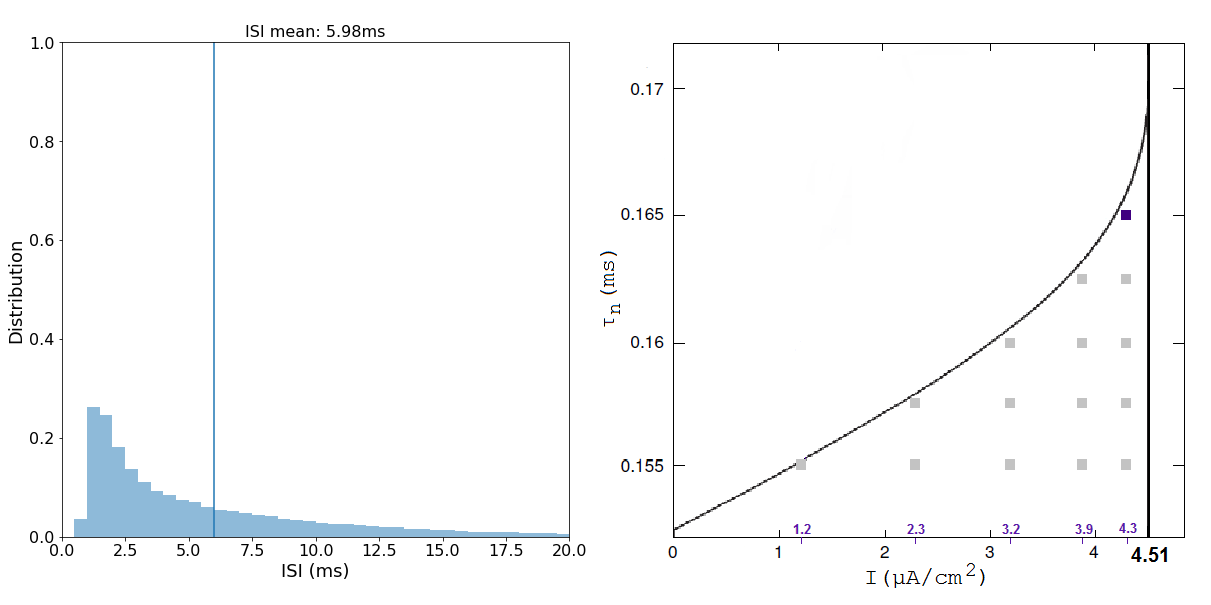 ISI mean: 5.98ms
1.0
0.8
0.6
0.4
0.2
0.0
Distribution
0.0 2.5 5.0 7.5 10.0 12.5 15.0 17.5 20.0
ISI (ms)
0.17
0.165
0.16
0.155
τn (ms)
1.2 2.3 3.2 3.9 4.3
0 1 2 3 4 4.51
I(μA/cm2)